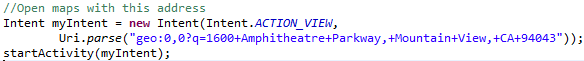 //Open maps with this address
Intent myIntent = new Intent(Intent.ACTION_VIEW,
Uri.parse("geo:0,0?q=1600+Amphitheatre+Parkway,+Mountain+View,+CA+94043"));
startActivity(myIntent);